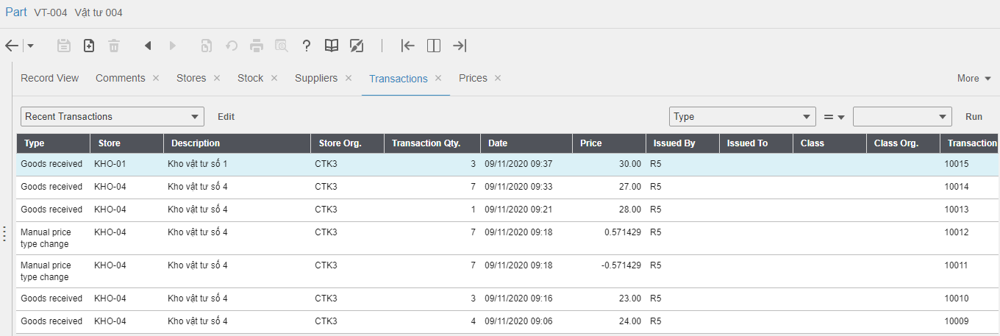 Part VT-004 Vật tư 004
Record View Comments × Stores × Stock × Suppliers × Transactions × Prices × More
Recent Transactions Edit Type = Run
Type Store Description Store Org. Transaction Qty. Date Price Issued By Issued To Class Class Org. Transaction
Goods received KHO-01 Kho vật tư số 1 CTK3 3 09/11/2020 09:37 30.00 R5 10015
Goods received KHO-04 Kho vật tư số 4 CTK3 7 09/11/2020 09:33 27.00 R5 10014
Goods received KHO-04 Kho vật tư số 4 CTK3 1 09/11/2020 09:21 28.00 R5 10013
Manual price KHO-04 Kho vật tư số 4 CTK3 7 09/11/2020 09:18 0.571429 R5 10012
type change
Manual price KHO-04 Kho vật tư số 4 CTK3 7 09/11/2020 09:18 -0.571429 R5 10011
type change
Goods received KHO-04 Kho vật tư số 4 CTK3 3 09/11/2020 09:16 23.00 R5 10010
Goods received KHO-04 Kho vật tư số 4 CTK3 4 09/11/2020 09:06 24.00 R5 10009